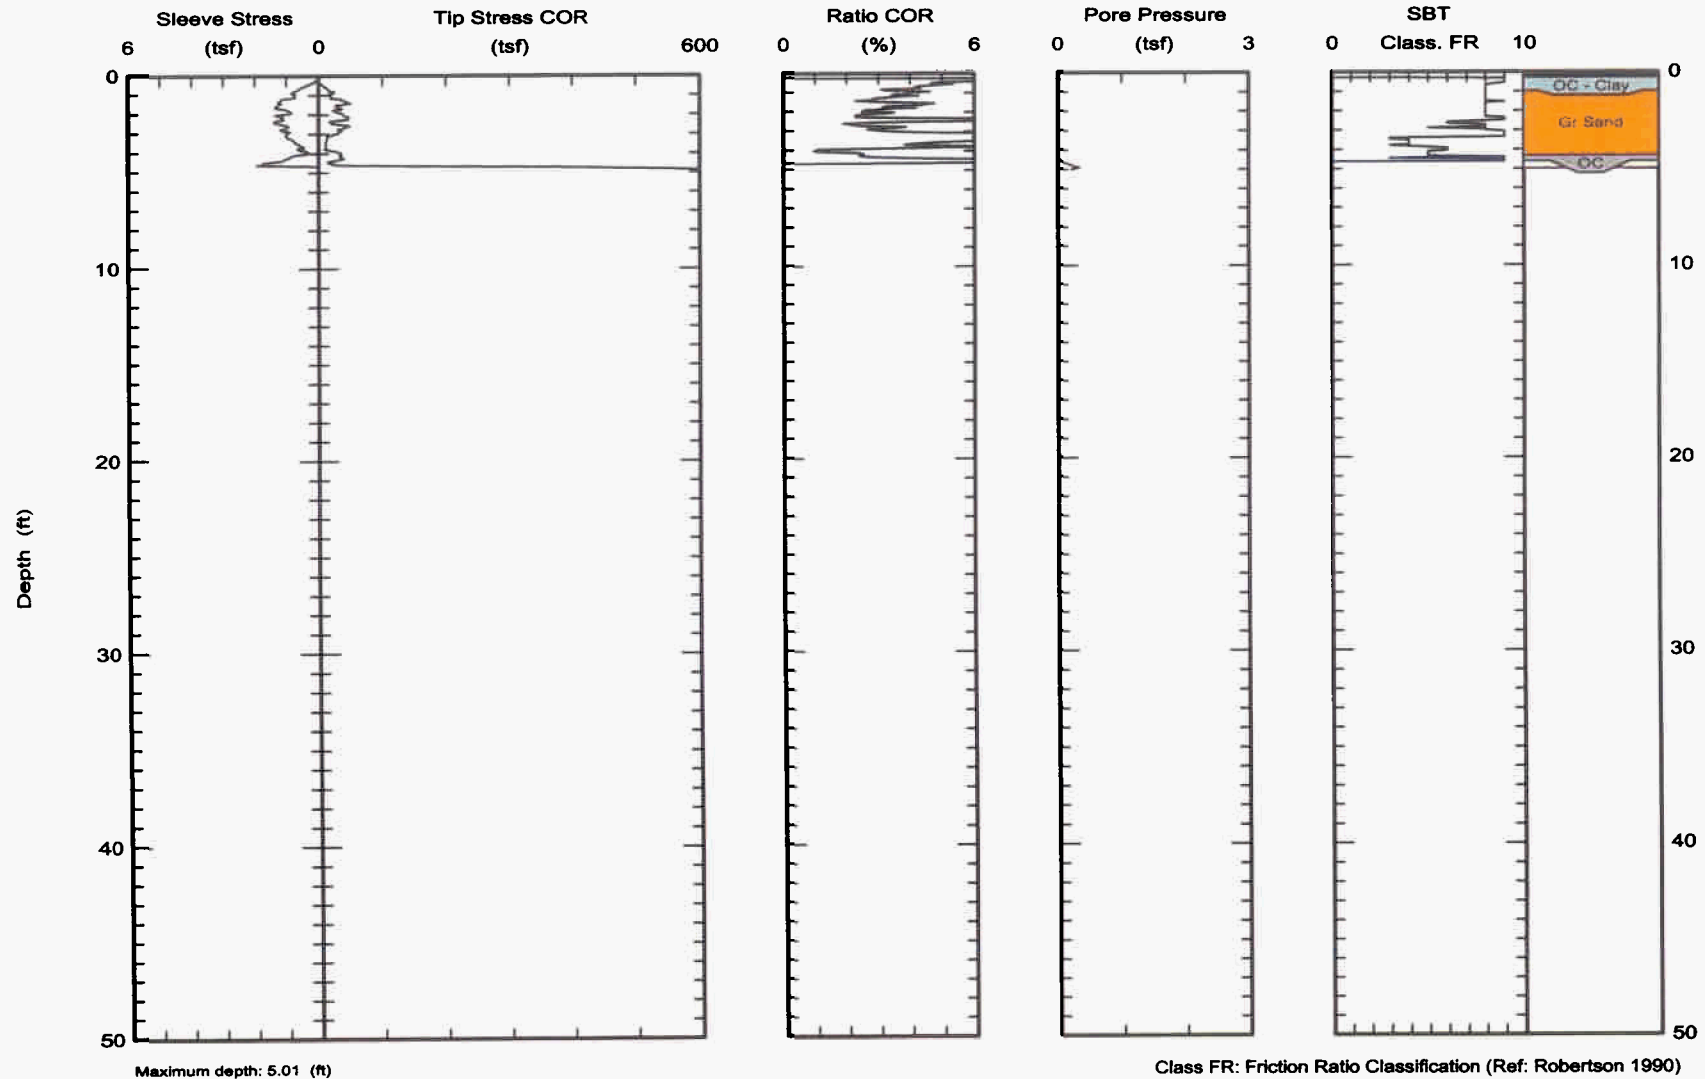 Sleeve Stress Tip Stress COR Ratio COR Pore Pressure SBT
6 (tsf) 0 (tsf) 600 0 (%) 6 0 (tsf) 3 0 Class. FR 10
0 0
OC - Clay
Gr Sand
OC
10 10
20 20
Depth (ft)
30 30
40 40
50 50
Maximum depth: 5.01 (ft)
Class FR: Friction Ratio Classification (Ref: Robertson 1990)